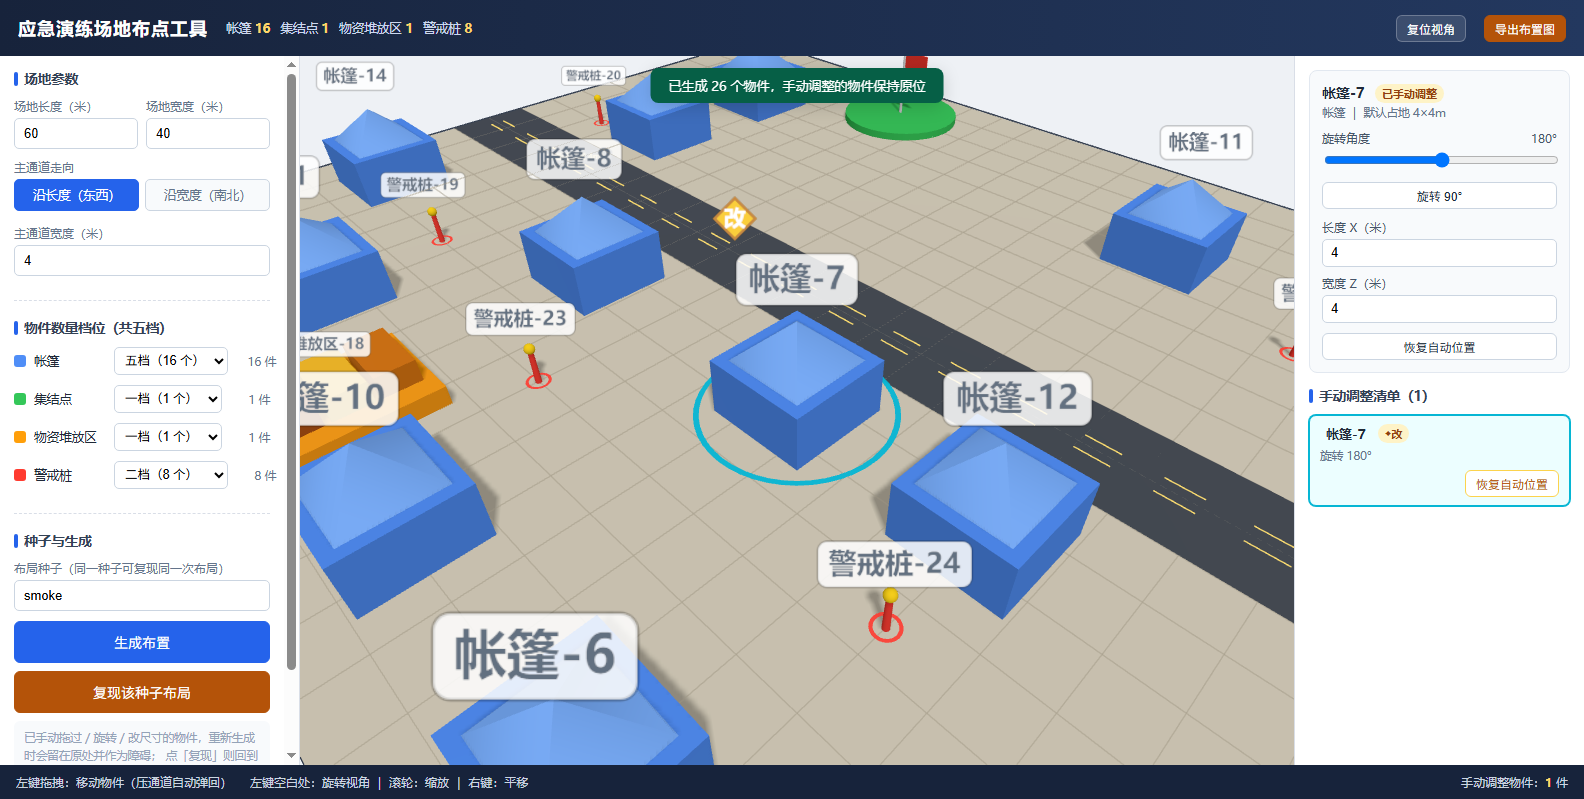 应急演练场地布点工具
帐篷 16 集结点 1 物资堆放区 1 警戒桩 8
复位视角
导出布置图
场地参数
场地长度（米）
场地宽度（米）
60
40
主通道走向
沿长度（东西）
沿宽度（南北）
主通道宽度（米）
4
物件数量档位（共五档）
帐篷
五档（16 个）
16 件
集结点
一档（1 个）
1 件
物资堆放区
一档（1 个）
1 件
警戒桩
二档（8 个）
8 件
种子与生成
布局种子（同一种子可复现同一次布局）
smoke
生成布置
复现该种子布局
已手动拖过 / 旋转 / 改尺寸的物件，重新生成
时会留在原处并作为障碍； 点「复现」则回到
已生成 26 个物件，手动调整的物件保持原位
帐篷-14
警戒桩-20
帐篷-8
帐篷-11
警戒桩-19
改
帐篷-7
警戒桩-23
堆放区-18
篷-10
帐篷-12
警戒桩-24
帐篷-6
帐篷-7
已手动调整
帐篷 | 默认占地 4×4m
旋转角度
180°
旋转 90°
长度 X（米）
4
宽度 Z（米）
4
恢复自动位置
手动调整清单（1）
帐篷-7
✦改
旋转 180°
恢复自动位置
左键拖拽：移动物件（压通道自动弹回）
左键空白处：旋转视角 | 滚轮：缩放 | 右键：平移
手动调整物件：1 件